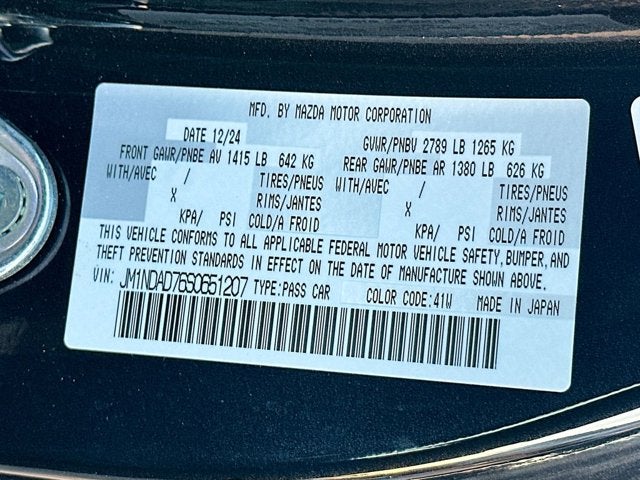 MFD. BY MAZDA MOTOR CORPORATION
DATE 12/24 GVWR/PNBV 2789 LB 1265 KG
FRONT GAWR/PNBE AV 1415 LB 642 KG REAR GAWR/PNBE AR 1380 LB 626 KG
WITH/AVEC / TIRES/PNEUS WITH/AVEC / TIRES/PNEUS
X RIMS/JANTES X RIMS/JANTES
KPA/ PSI COLD/A FROID KPA/ PSI COLD/A FROID
THIS VEHICLE CONFORMS TO ALL APPLICABLE FEDERAL MOTOR VEHICLE SAFETY, BUMPER, AND
THEFT PREVENTION STANDARDS IN EFFECT ON THE DATE OF MANUFACTURE SHOWN ABOVE.
VIN: JM1NDAD76S0651207 TYPE:PASS CAR COLOR CODE:41W MADE IN JAPAN